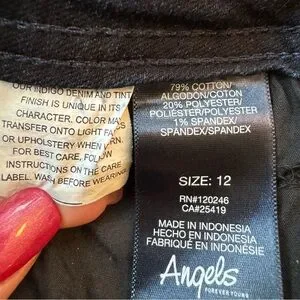 OUR INDIGO DENIM AND TINT
FINISH IS UNIQUE IN ITS
CHARACTER. COLOR MAY
TRANSFER ONTO LIGHT FABRICS
OR UPHOLSTERY WHEN WORN.
FOR BEST CARE, FOLLOW
INSTRUCTIONS ON THE CARE
LABEL. WASH BEFORE WEARING
79% COTTON/
ALGODÓN/COTON
20% POLYESTER/
POLIÉSTER/POLYESTER
1% SPANDEX/
SPANDEX/SPANDEX
SIZE: 12
RN#120246
CA#25419
MADE IN INDONESIA
HECHO EN INDONESIA
FABRIQUÉ EN INDONÉSIE
Angels
FOREVER YOUNG